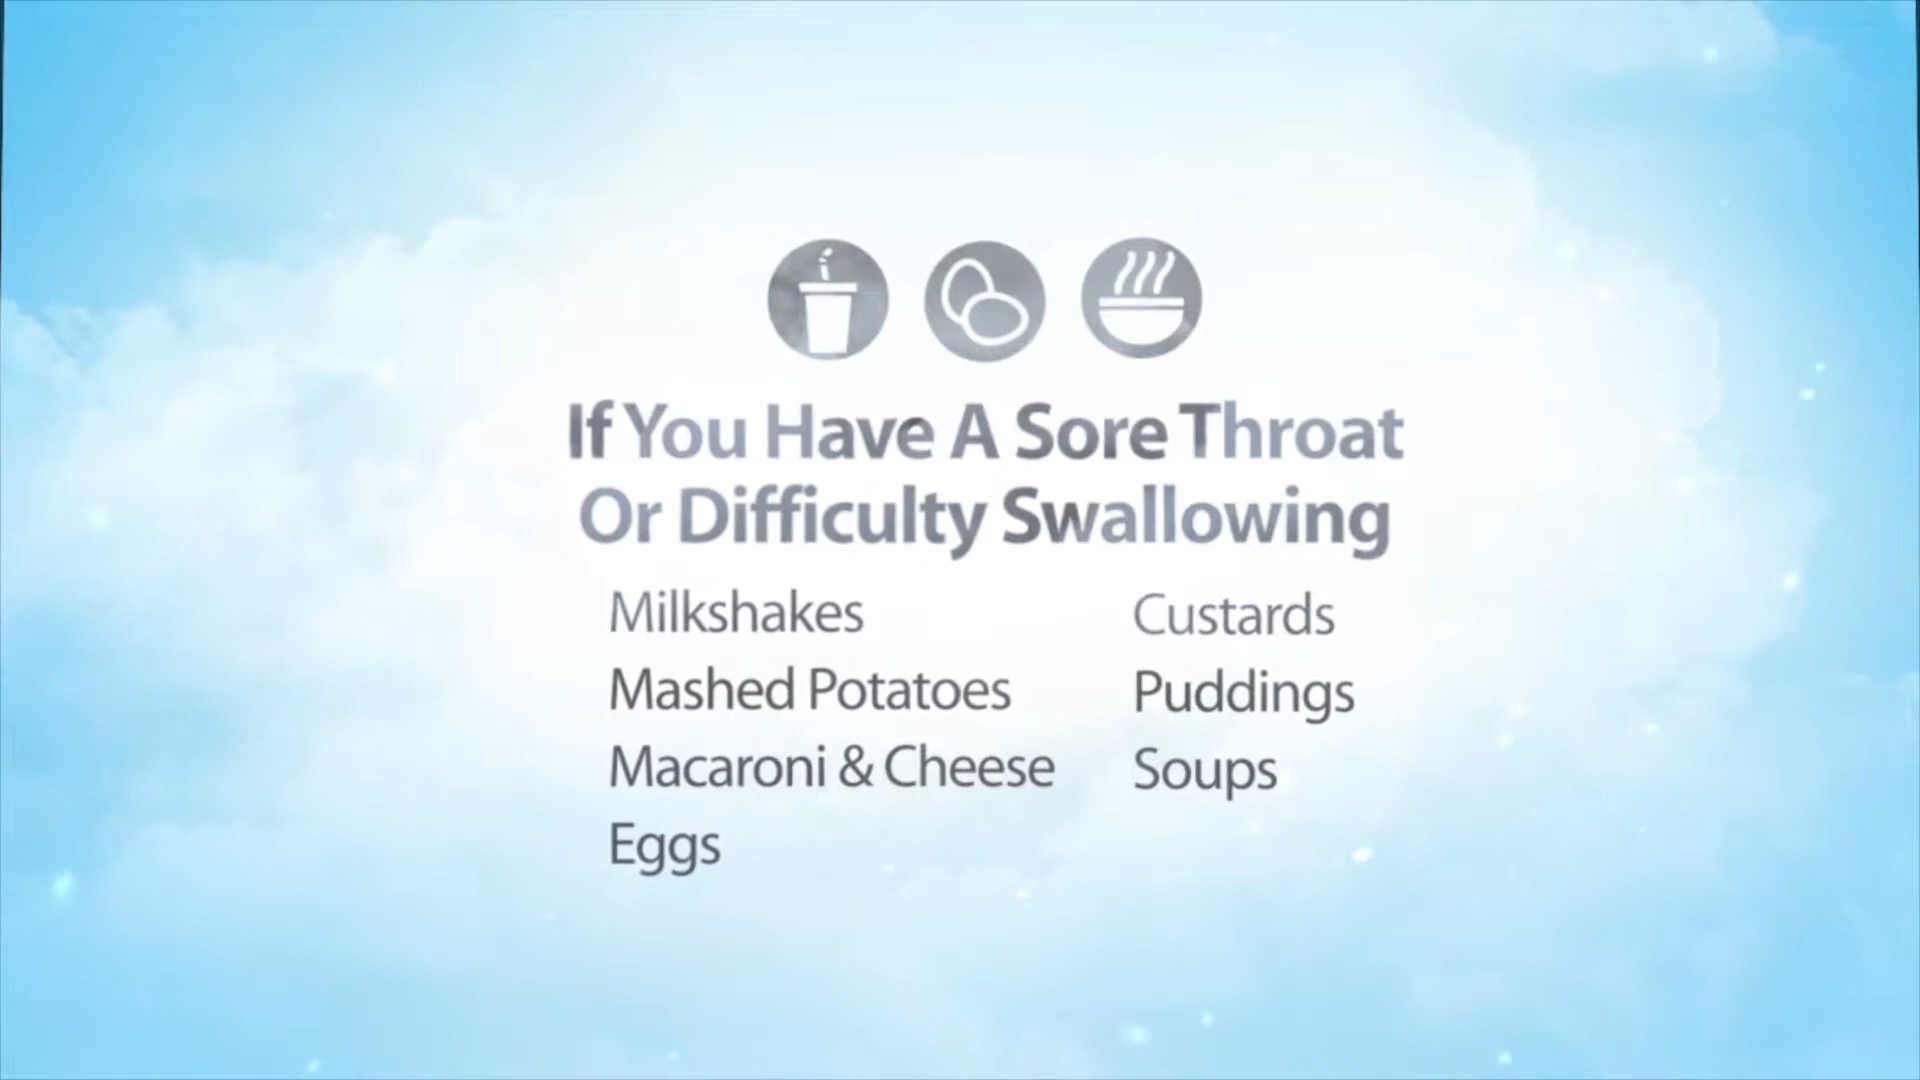 If You Have A Sore Throat
Or Difficulty Swallowing
Milkshakes
Mashed Potatoes
Macaroni & Cheese
Eggs
Custards
Puddings
Soups